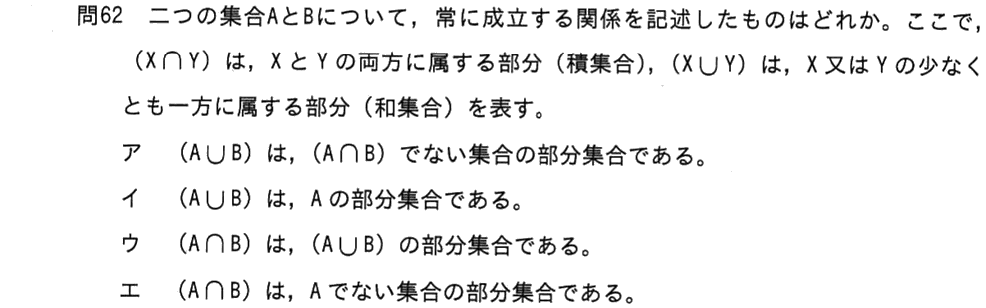 問62　二つの集合AとBについて，常に成立する関係を記述したものはどれか。ここで，
（X∩Y）は，XとYの両方に属する部分（積集合），（X∪Y）は，X又はYの少なく
とも一方に属する部分（和集合）を表す。
ア　（A∪B）は，（A∩B）でない集合の部分集合である。
イ　（A∪B）は，Aの部分集合である。
ウ　（A∩B）は，（A∪B）の部分集合である。
エ　（A∩B）は，Aでない集合の部分集合である。